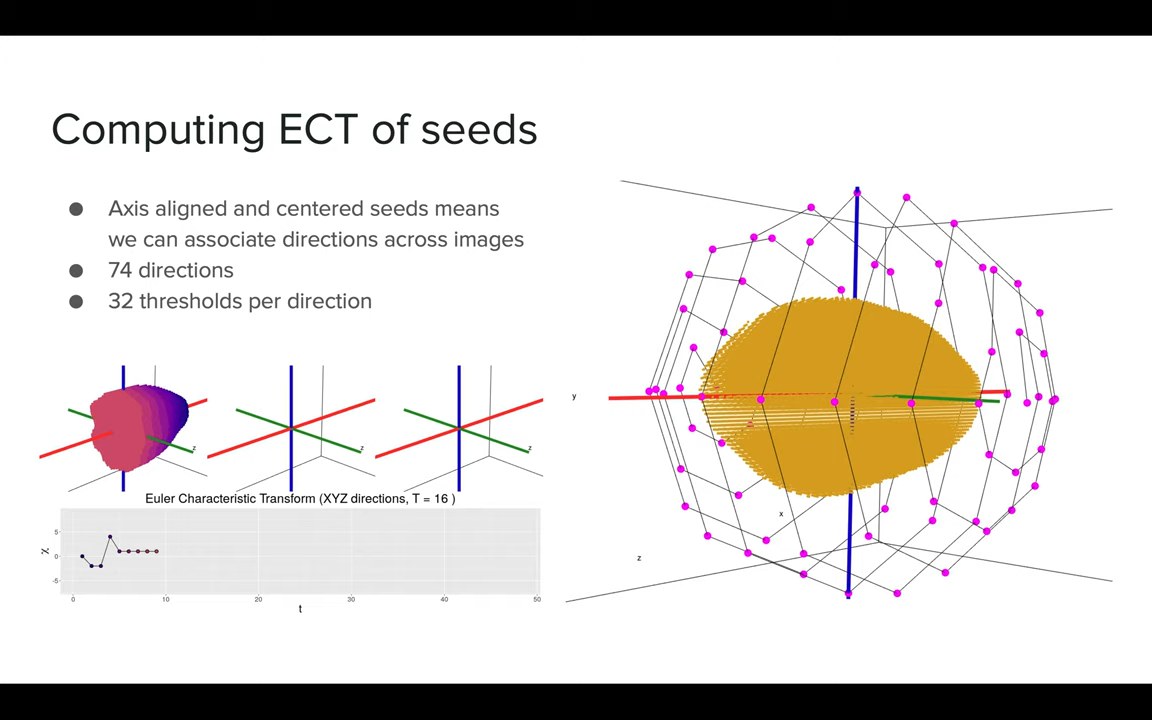 Computing ECT of seeds
● Axis aligned and centered seeds means
we can associate directions across images
● 74 directions
● 32 thresholds per direction
z
z
z
Euler Characteristic Transform (XYZ directions, T = 16 )
χ
5
0
-5
0 10 20 30 40 50
t
y
x
z